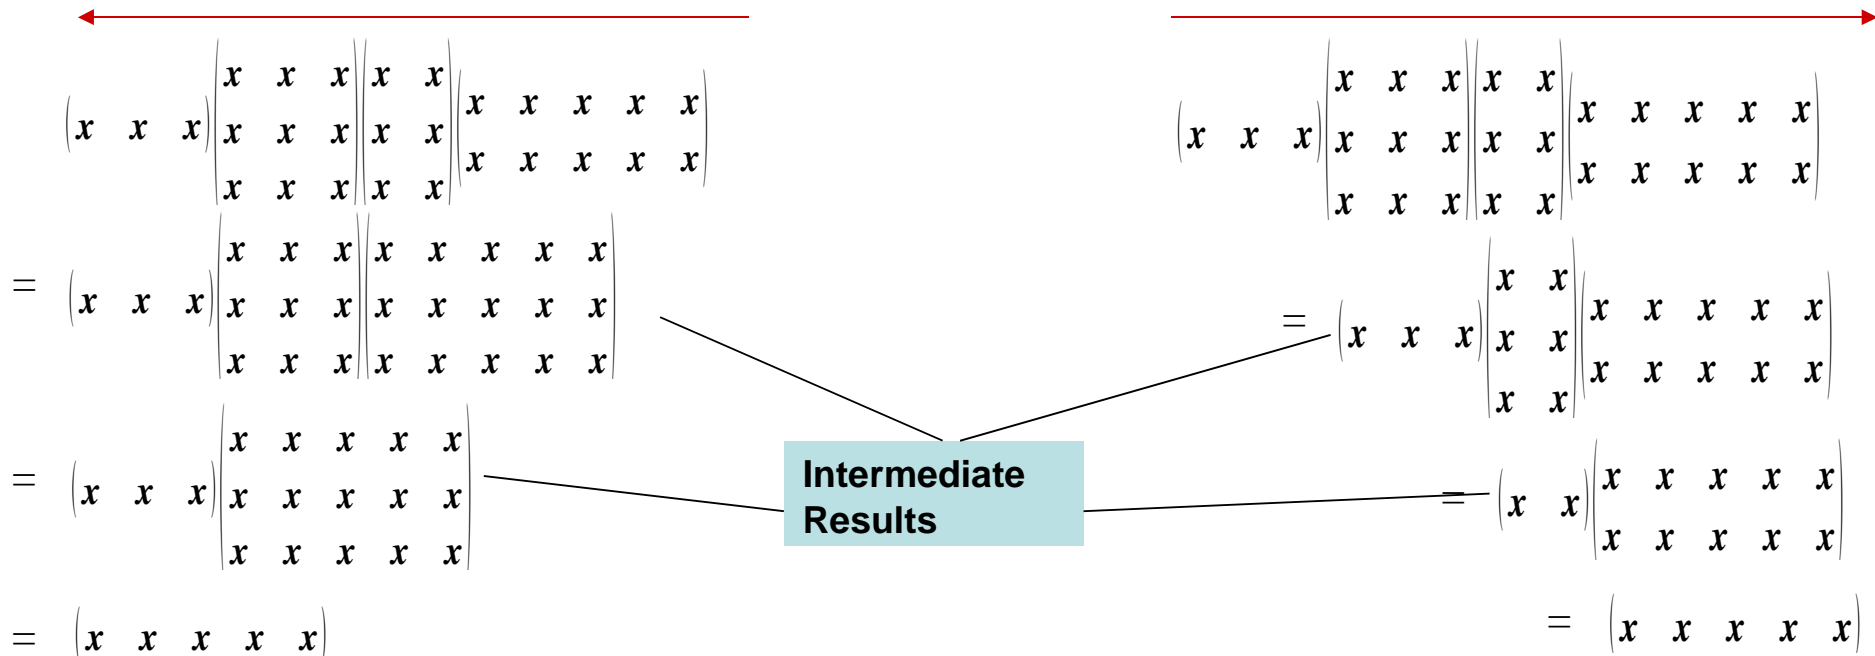 (x x x) (x x x) (x x) (x x x x x)
(x x x) (x x) (x x x x x)
(x x x) (x x)
= (x x x) (x x x) (x x x x x)
(x x x) (x x x x x)
(x x x) (x x x x x)
= (x x x) (x x x x x)
(x x x x x)
(x x x x x)
= (x x x x x)
Intermediate
Results
(x x x) (x x x) (x x) (x x x x x)
(x x x) (x x) (x x x x x)
(x x x) (x x)
= (x x x) (x x) (x x x x x)
(x x) (x x x x x)
(x x)
= (x x) (x x x x x)
(x x x x x)
= (x x x x x)